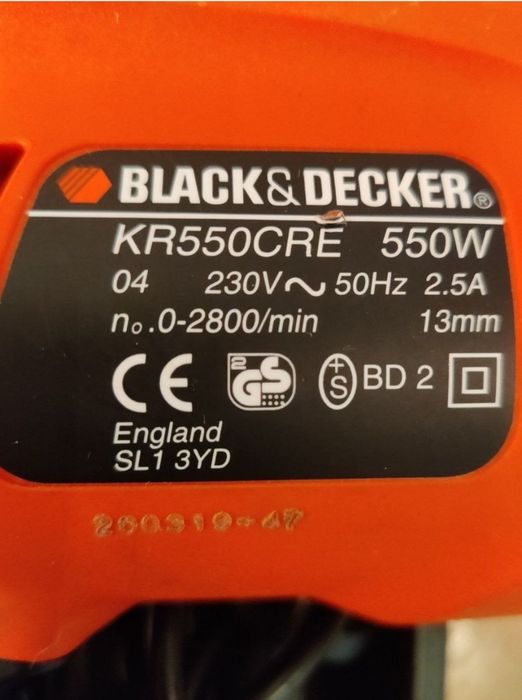 BLACK&DECKER®
KR550CRE 550W
04 230V~ 50Hz 2.5A
no.0-2800/min 13mm
CE GS +S BD 2
England
SL1 3YD